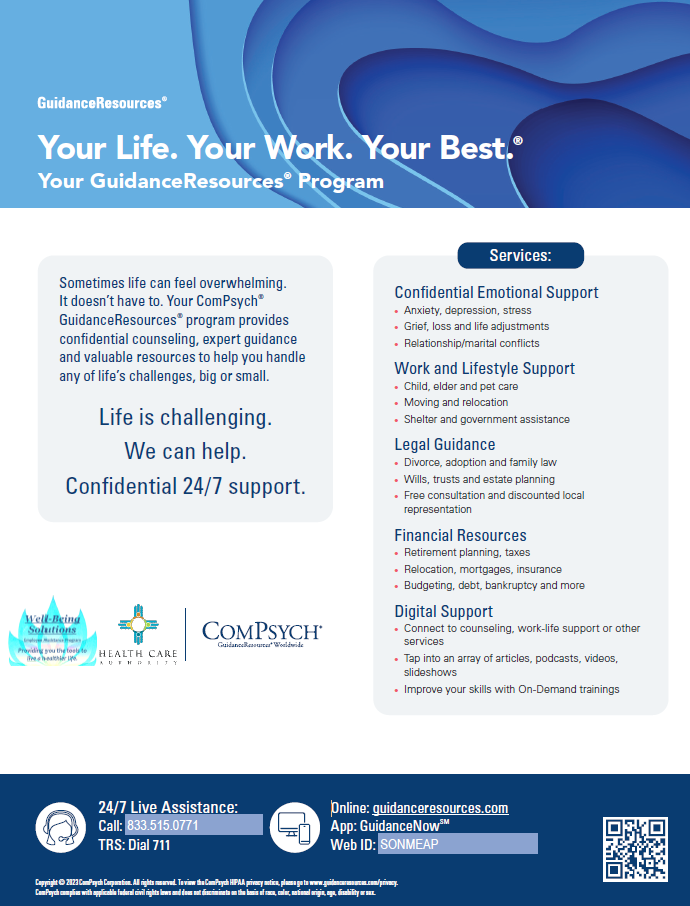 GuidanceResources®
Your Life. Your Work. Your Best.®
Your GuidanceResources® Program
Sometimes life can feel overwhelming.
It doesn’t have to. Your ComPsych®
GuidanceResources® program provides
confidential counseling, expert guidance
and valuable resources to help you handle
any of life’s challenges, big or small.
Life is challenging.
We can help.
Confidential 24/7 support.
Services:
Confidential Emotional Support
• Anxiety, depression, stress
• Grief, loss and life adjustments
• Relationship/marital conflicts
Work and Lifestyle Support
• Child, elder and pet care
• Moving and relocation
• Shelter and government assistance
Legal Guidance
• Divorce, adoption and family law
• Wills, trusts and estate planning
• Free consultation and discounted local
representation
Financial Resources
• Retirement planning, taxes
• Relocation, mortgages, insurance
• Budgeting, debt, bankruptcy and more
Digital Support
• Connect to counseling, work-life support or other
services
• Tap into an array of articles, podcasts, videos,
slideshows
• Improve your skills with On-Demand trainings
Well-Being
Solutions
Employee Assistance Program
Providing you the tools to
live a healthier life.
HEALTH CARE
AUTHORITY
COMPSYCH®
GuidanceResources® Worldwide
24/7 Live Assistance:
Call: 833.515.0771
TRS: Dial 711
Online: guidanceresources.com
App: GuidanceNow℠
Web ID: SONMEAP
Copyright © 2023 ComPsych Corporation. All rights reserved. To view the ComPsych HIPAA privacy notice, please go to www.guidanceresources.com/privacy.
ComPsych complies with applicable federal civil rights laws and does not discriminate on the basis of race, color, national origin, age, disability or sex.